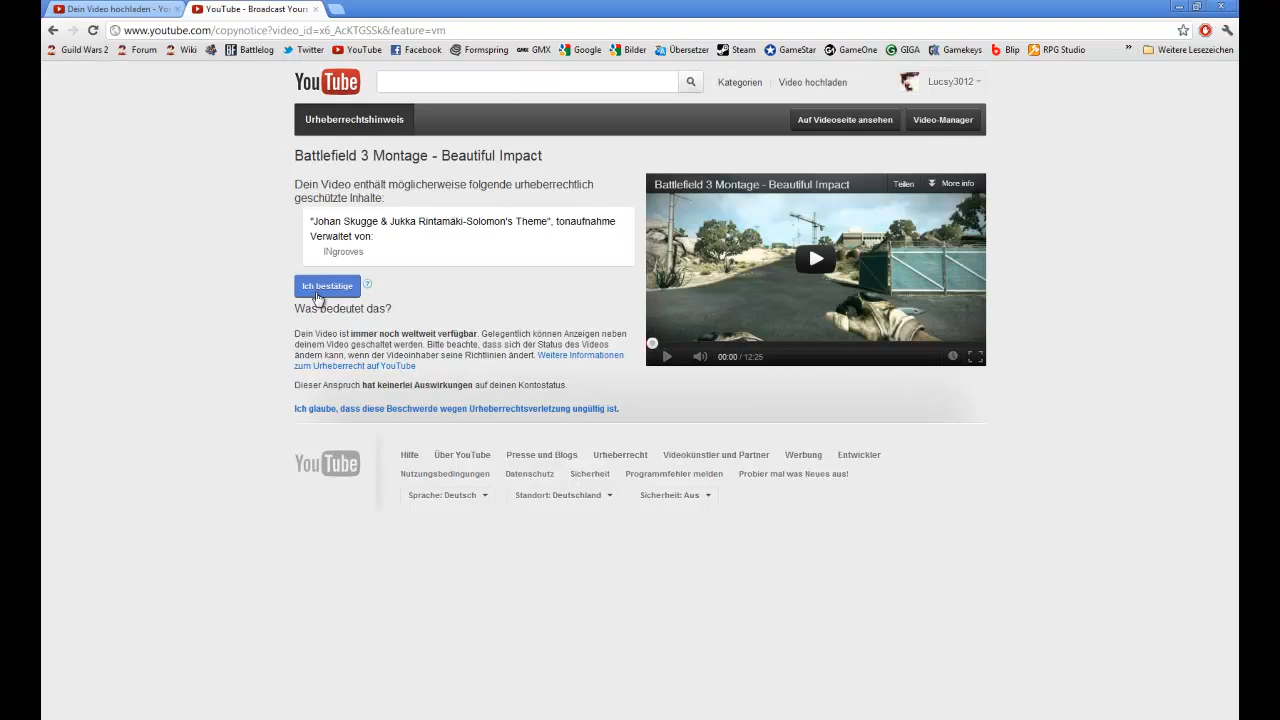 Dein Video hochladen - Yo
YouTube - Broadcast Yours
www.youtube.com/copynotice?video_id=x6_AcKTGSSk&feature=vm
Guild Wars 2 Forum Wiki Battlelog Twitter YouTube Facebook Formspring GMX Google Bilder Übersetzer Steam GameStar GameOne GIGA Gamekeys Blip RPG Studio » Weitere Lesezeichen
YouTube Kategorien Video hochladen Lucsy3012
Urheberrechtshinweis Auf Videoseite ansehen Video-Manager
Battlefield 3 Montage - Beautiful Impact
Dein Video enthält möglicherweise folgende urheberrechtlich
geschützte Inhalte:
"Johan Skugge & Jukka Rintamäki-Solomon's Theme", tonaufnahme
Verwaltet von:
INgrooves
Ich bestätige ?
Was bedeutet das?
Dein Video ist immer noch weltweit verfügbar. Gelegentlich können Anzeigen neben
deinem Video geschaltet werden. Bitte beachte, dass sich der Status des Videos
ändern kann, wenn der Videoinhaber seine Richtlinien ändert. Weitere Informationen
zum Urheberrecht auf YouTube
Dieser Anspruch hat keinerlei Auswirkungen auf deinen Kontostatus.
Ich glaube, dass diese Beschwerde wegen Urheberrechtsverletzung ungültig ist.
Battlefield 3 Montage - Beautiful Impact Teilen More info
00:00 / 12:25
YouTube
Hilfe Über YouTube Presse und Blogs Urheberrecht Videokünstler und Partner Werbung Entwickler
Nutzungsbedingungen Datenschutz Sicherheit Programmfehler melden Probier mal was Neues aus!
Sprache: Deutsch Standort: Deutschland Sicherheit: Aus